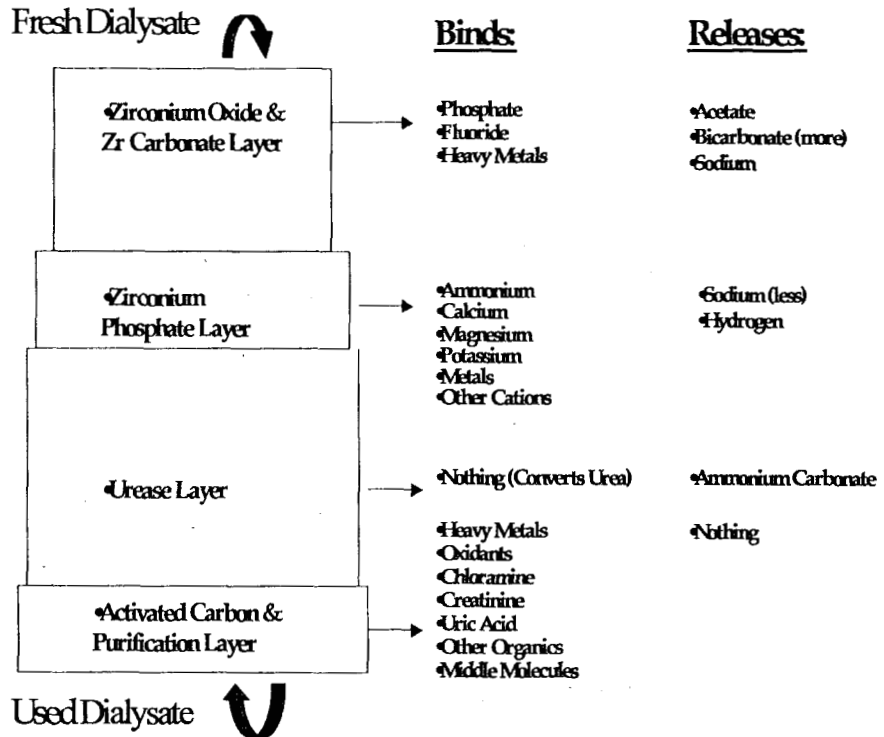 Fresh Dialysate
Binds:
Releases:
•Zirconium Oxide &
Zr Carbonate Layer
•Phosphate
•Fluoride
•Heavy Metals
•Acetate
•Bicarbonate (more)
•Sodium
•Zirconium
Phosphate Layer
•Ammonium
•Calcium
•Magnesium
•Potassium
•Metals
•Other Cations
•Sodium (less)
•Hydrogen
•Urease Layer
•Nothing (Converts Urea)
•Ammonium Carbonate
•Activated Carbon &
Purification Layer
•Heavy Metals
•Oxidants
•Chloramine
•Creatinine
•Uric Acid
•Other Organics
•Middle Molecules
•Nothing
Used Dialysate